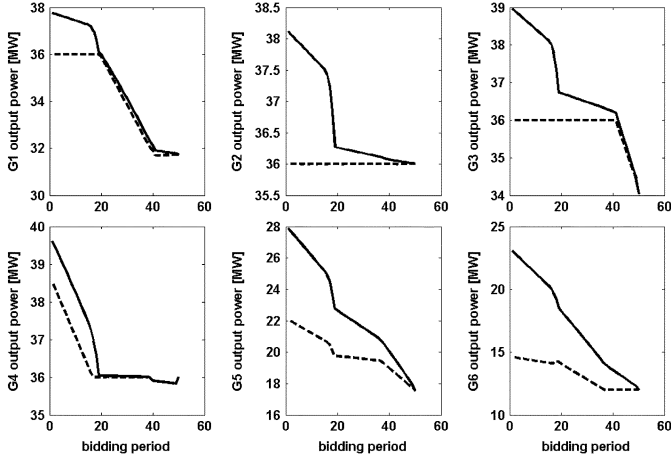 G1 output power [MW]
38
36
34
32
30
0 20 40 60
G2 output power [MW]
38.5
38
37.5
37
36.5
36
35.5
0 20 40 60
G3 output power [MW]
39
38
37
36
35
34
0 20 40 60
G4 output power [MW]
40
39
38
37
36
35
0 20 40 60
bidding period
G5 output power [MW]
28
26
24
22
20
18
16
0 20 40 60
bidding period
G6 output power [MW]
25
20
15
10
0 20 40 60
bidding period